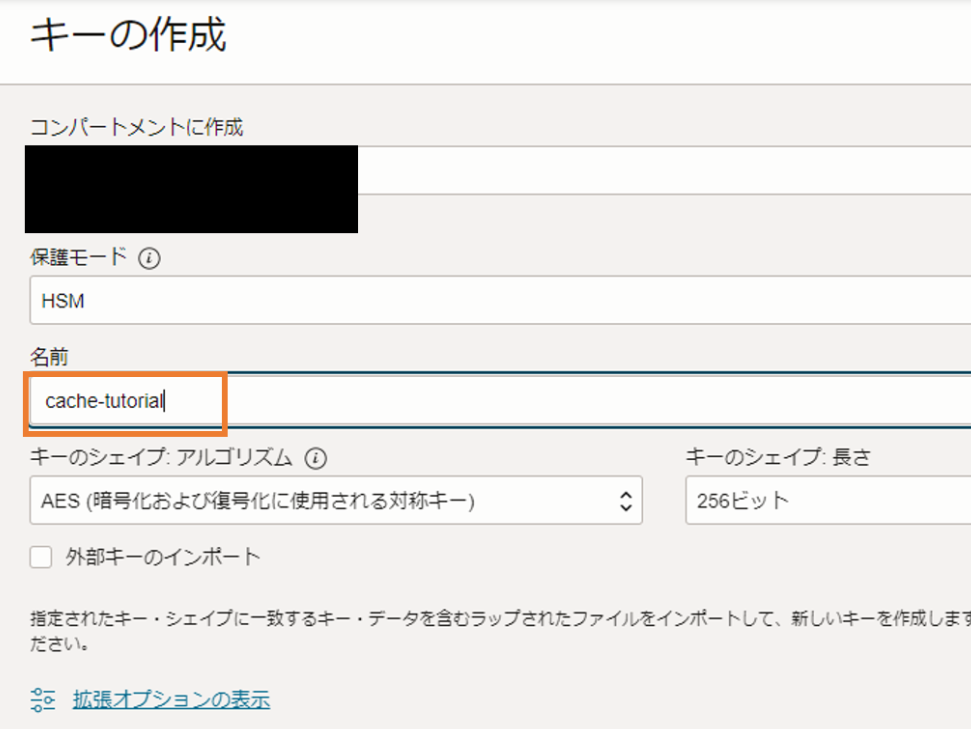 キーの作成
コンパートメントに作成
保護モード
HSM
名前
cache-tutorial
キーのシェイプ: アルゴリズム
キーのシェイプ: 長さ
AES (暗号化および復号化に使用される対称キー)
256ビット
外部キーのインポート
指定されたキー・シェイプに一致するキー・データを含むラップされたファイルをインポートして、新しいキーを作成します
ださい。
拡張オプションの表示